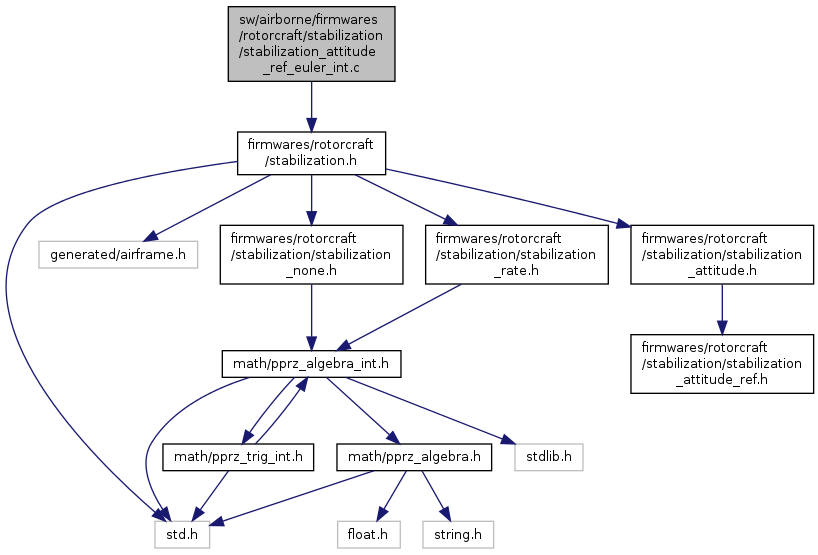 sw/airborne/firmwares
/rotorcraft/stabilization
/stabilization_attitude
_ref_euler_int.c
firmwares/rotorcraft
/stabilization.h
generated/airframe.h
firmwares/rotorcraft
/stabilization/stabilization
_none.h
firmwares/rotorcraft
/stabilization/stabilization
_rate.h
firmwares/rotorcraft
/stabilization/stabilization
_attitude.h
math/pprz_algebra_int.h
firmwares/rotorcraft
/stabilization/stabilization
_attitude_ref.h
math/pprz_trig_int.h
math/pprz_algebra.h
stdlib.h
std.h
float.h
string.h